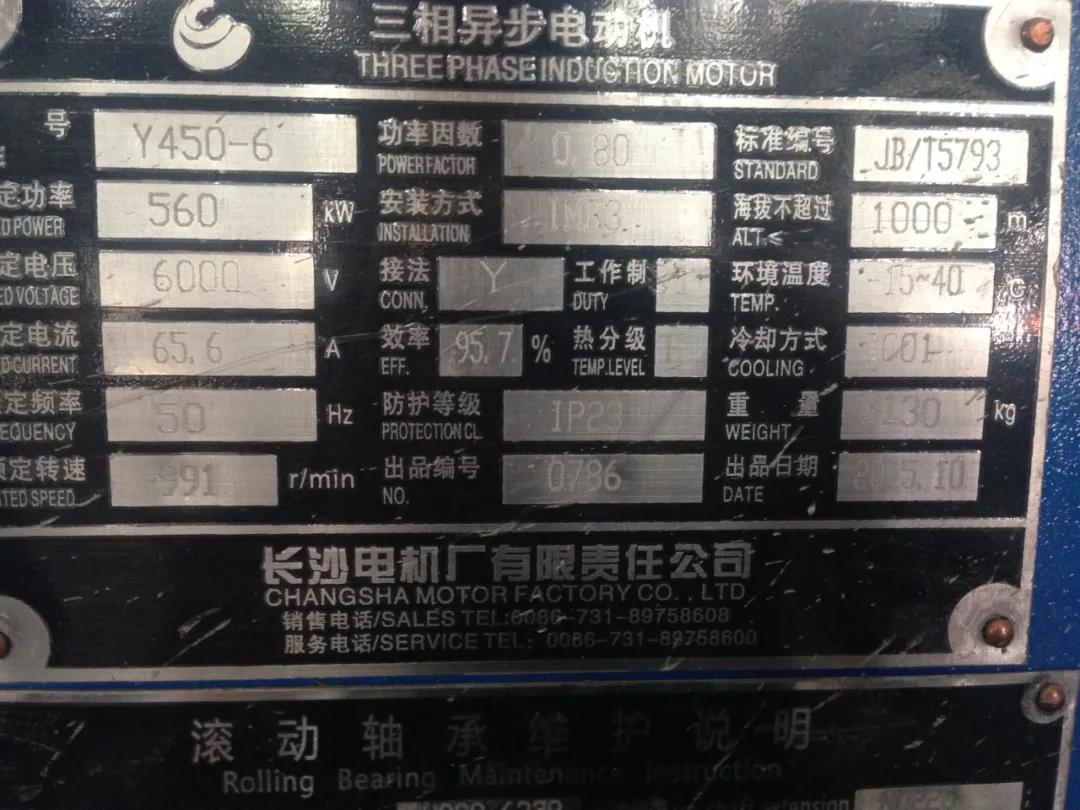 三相异步电动机
THREE PHASE INDUCTION MOTOR
号 Y450-6 功率因数 POWER FACTOR 0.80 标准编号 STANDARD JB/T5793
定功率 D POWER 560 kW 安装方式 INSTALLATION 海拔不超过 ALT.≤ 1000 m
定电压 ED VOLTAGE 6000 V 接法 CONN. Y 工作制 DUTY 环境温度 TEMP. -15~40 °C
定电流 D CURRENT 65.6 A 效率 EFF. 95.7 % 热分级 TEMP.LEVEL 冷却方式 COOLING
定频率 EQUENCY 50 Hz 防护等级 PROTECTION CL. IP23 重量 WEIGHT kg
额定转速 TED SPEED 991 r/min 出品编号 NO. 0786 出品日期 DATE 2015.10
长沙电机厂有限责任公司
CHANGSHA MOTOR FACTORY CO.,LTD
销售电话/SALES TEL:0086-731-89758608
服务电话/SERVICE TEL: 0086-731-89758600
滚动轴承维护说明
Rolling Bearing Maintenance Instruction
extension